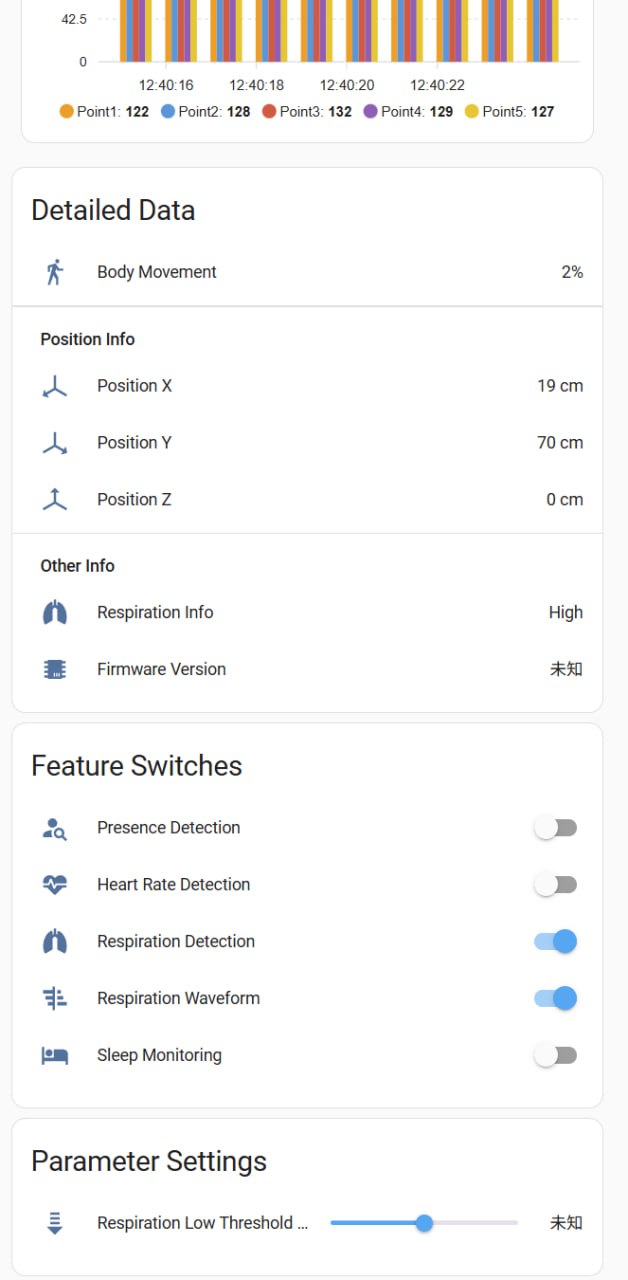 42.5
0
12:40:16 12:40:18 12:40:20 12:40:22
Point1: 122 Point2: 128 Point3: 132 Point4: 129 Point5: 127
Detailed Data
Body Movement 2%
Position Info
Position X 19 cm
Position Y 70 cm
Position Z 0 cm
Other Info
Respiration Info High
Firmware Version 未知
Feature Switches
Presence Detection
Heart Rate Detection
Respiration Detection
Respiration Waveform
Sleep Monitoring
Parameter Settings
Respiration Low Threshold ... 未知